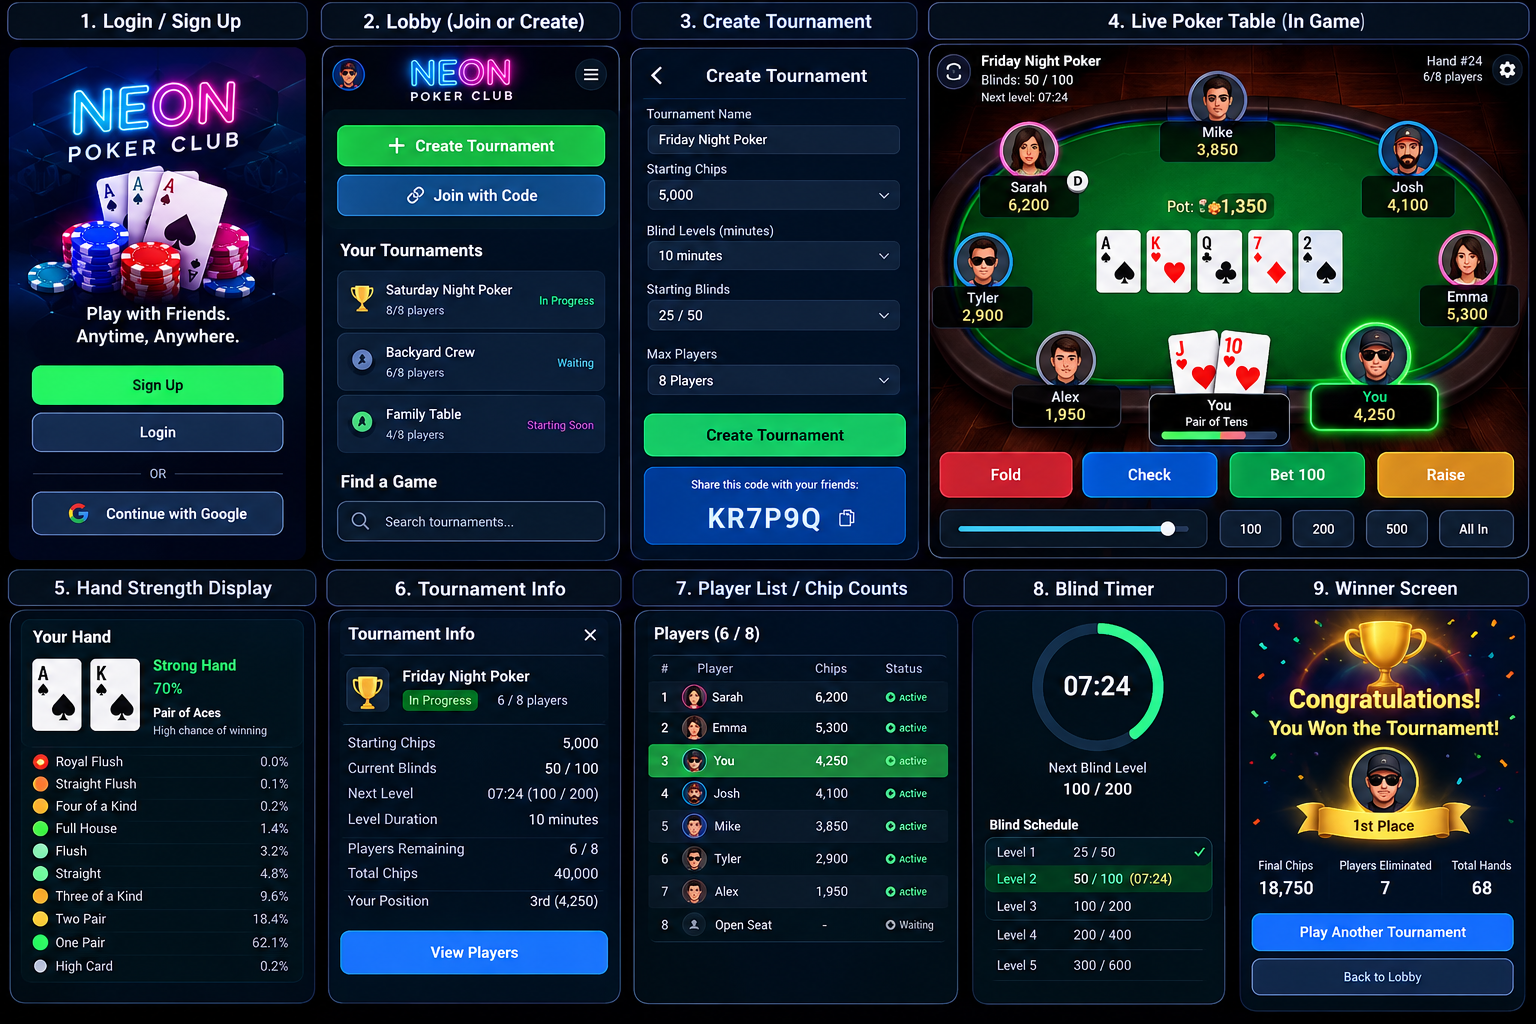 1. Login / Sign Up
NEON
POKER CLUB
A A A
A
Play with Friends.
Anytime, Anywhere.
Sign Up
Login
OR
G Continue with Google
2. Lobby (Join or Create)
NEON
POKER CLUB
+ Create Tournament
Join with Code
Your Tournaments
Saturday Night Poker
8/8 players
In Progress
Backyard Crew
6/8 players
Waiting
Family Table
4/8 players
Starting Soon
Find a Game
Search tournaments...
3. Create Tournament
Create Tournament
Tournament Name
Friday Night Poker
Starting Chips
5,000
Blind Levels (minutes)
10 minutes
Starting Blinds
25 / 50
Max Players
8 Players
Create Tournament
Share this code with your friends:
KR7P9Q
4. Live Poker Table (In Game)
Friday Night Poker
Blinds: 50 / 100
Next level: 07:24
Hand #24
6/8 players
Mike
3,850
Sarah
6,200
D
Josh
4,100
Pot: 1,350
A K Q 7 2
Tyler
2,900
Emma
5,300
Alex
1,950
J 10
You
Pair of Tens
You
4,250
Fold
Check
Bet 100
Raise
100
200
500
All In
5. Hand Strength Display
Your Hand
A K
Strong Hand
70%
Pair of Aces
High chance of winning
Royal Flush 0.0%
Straight Flush 0.1%
Four of a Kind 0.2%
Full House 1.4%
Flush 3.2%
Straight 4.8%
Three of a Kind 9.6%
Two Pair 18.4%
One Pair 62.1%
High Card 0.2%
6. Tournament Info
Tournament Info
Friday Night Poker
In Progress 6 / 8 players
Starting Chips 5,000
Current Blinds 50 / 100
Next Level 07:24 (100 / 200)
Level Duration 10 minutes
Players Remaining 6 / 8
Total Chips 40,000
Your Position 3rd (4,250)
View Players
7. Player List / Chip Counts
Players (6 / 8)
# Player Chips Status
1 Sarah 6,200 Active
2 Emma 5,300 active
3 You 4,250 active
4 Josh 4,100 Active
5 Mike 3,850 active
6 Tyler 2,900 Active
7 Alex 1,950 Active
8 Open Seat - Waiting
8. Blind Timer
07:24
Next Blind Level
100 / 200
Blind Schedule
Level 1 25 / 50
Level 2 50 / 100 (07:24)
Level 3 100 / 200
Level 4 200 / 400
Level 5 300 / 600
9. Winner Screen
Congratulations!
You Won the Tournament!
1st Place
Final Chips Players Eliminated Total Hands
18,750 7 68
Play Another Tournament
Back to Lobby